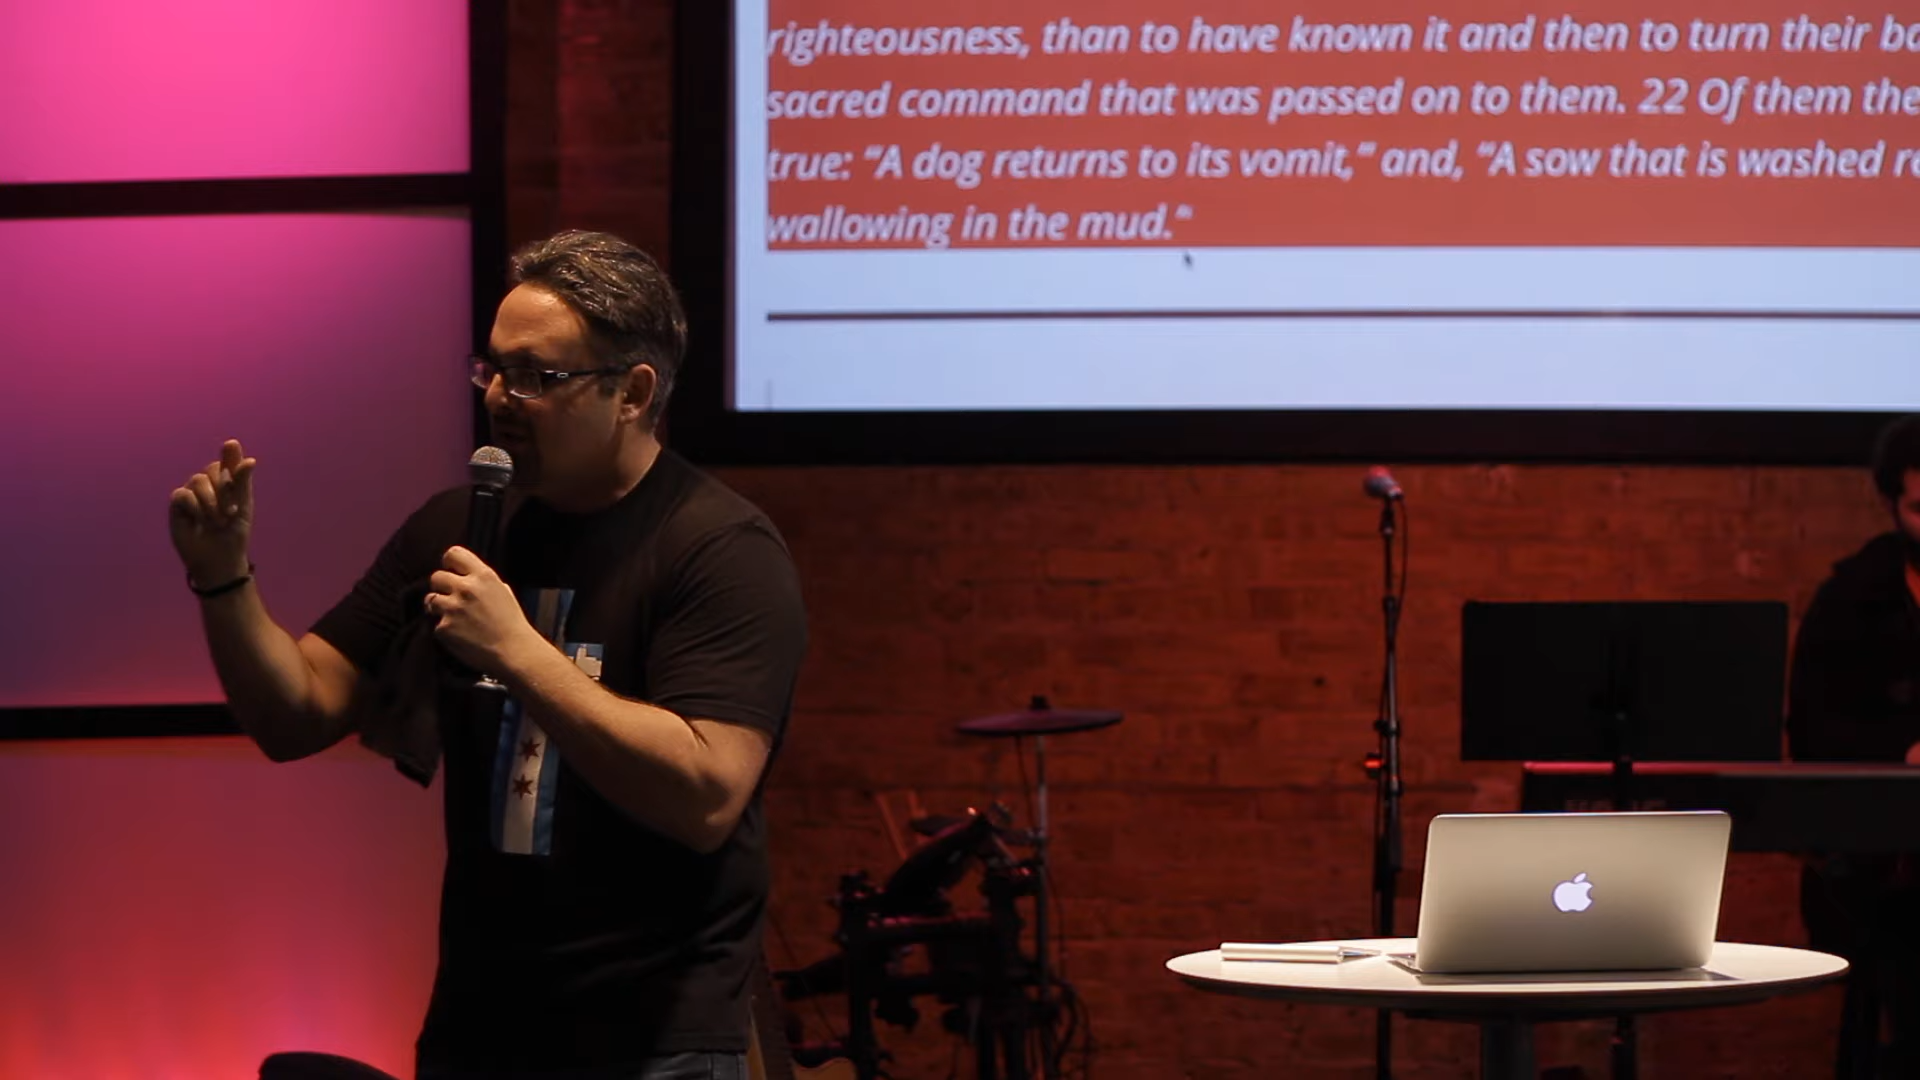 righteousness, than to have known it and then to turn their
sacred command that was passed on to them. 22 Of them
true: “A dog returns to its vomit,” and, “A sow that is washed
wallowing in the mud.”